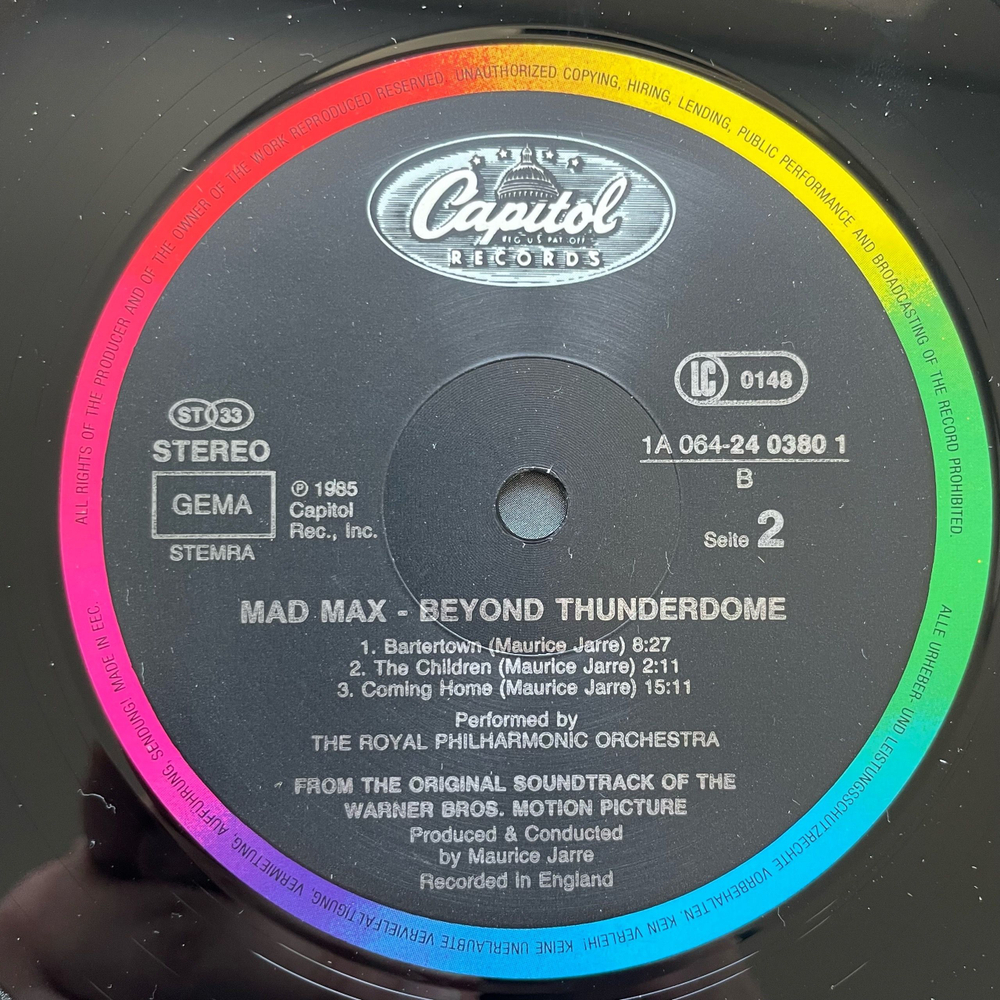 ALL RIGHTS OF THE PRODUCER AND OF THE OWNER OF THE WORK REPRODUCED RESERVED. UNAUTHORIZED COPYING, HIRING, LENDING, PUBLIC PERFORMANCE AND BROADCASTING OF THE RECORD PROHIBITED.
Capitol
REG. US PAT. OFF.
RECORDS
LC 0148
ST 33
STEREO
GEMA
STEMRA
℗ 1985
Capitol
Rec., Inc.
1A 064-24 0380 1
B
Seite 2
MAD MAX - BEYOND THUNDERDOME
1. Bartertown (Maurice Jarre) 8:27
2. The Children (Maurice Jarre) 2:11
3. Coming Home (Maurice Jarre) 15:11
Performed by
THE ROYAL PHILHARMONIC ORCHESTRA
FROM THE ORIGINAL SOUNDTRACK OF THE
WARNER BROS. MOTION PICTURE
Produced & Conducted
by Maurice Jarre
Recorded in England
ALLE URHEBER- UND LEISTUNGSSCHUTZRECHTE VORBEHALTEN. KEIN VERLEIH! KEINE UNERLAUBTE VERVIELFÄLTIGUNG, VERMIETUNG, AUFFÜHRUNG, SENDUNG! MADE IN EEC.